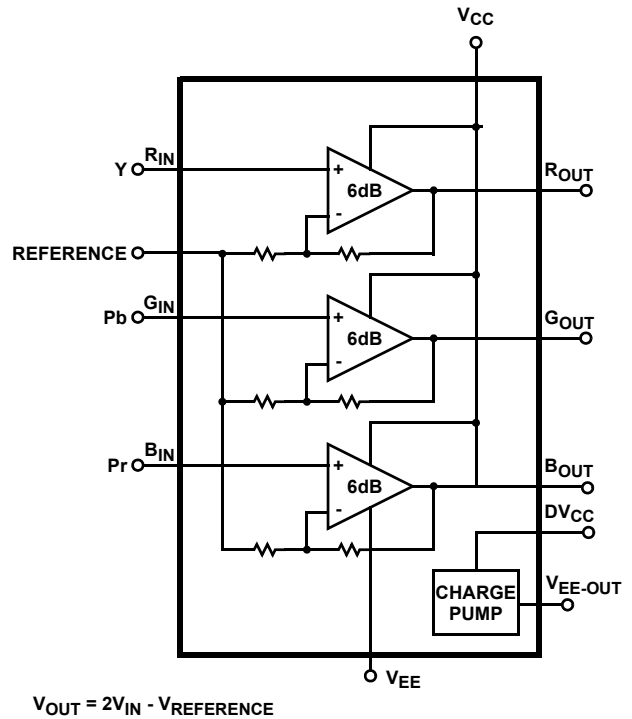 VCC
RIN
Y
+
6dB
-
ROUT
REFERENCE
GIN
Pb
+
6dB
-
GOUT
BIN
Pr
+
6dB
-
BOUT
DVCC
CHARGE
PUMP
VEE-OUT
VEE
VOUT = 2VIN - VREFERENCE